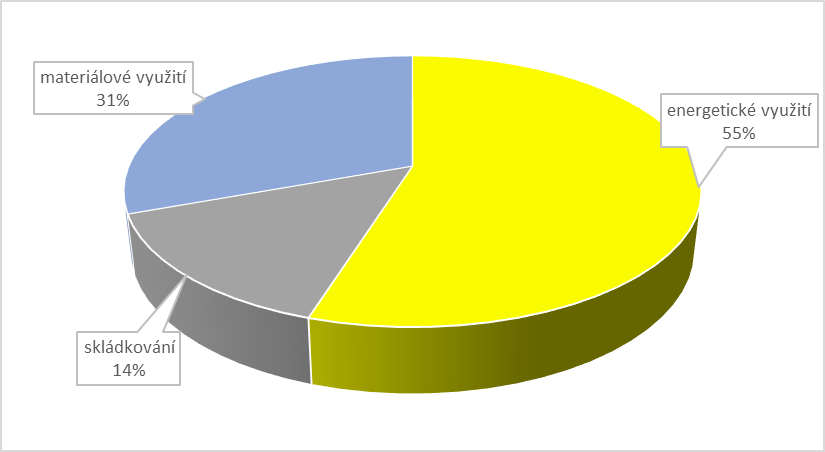 materiálové využití
31%
energetické využití
55%
skládkování
14%